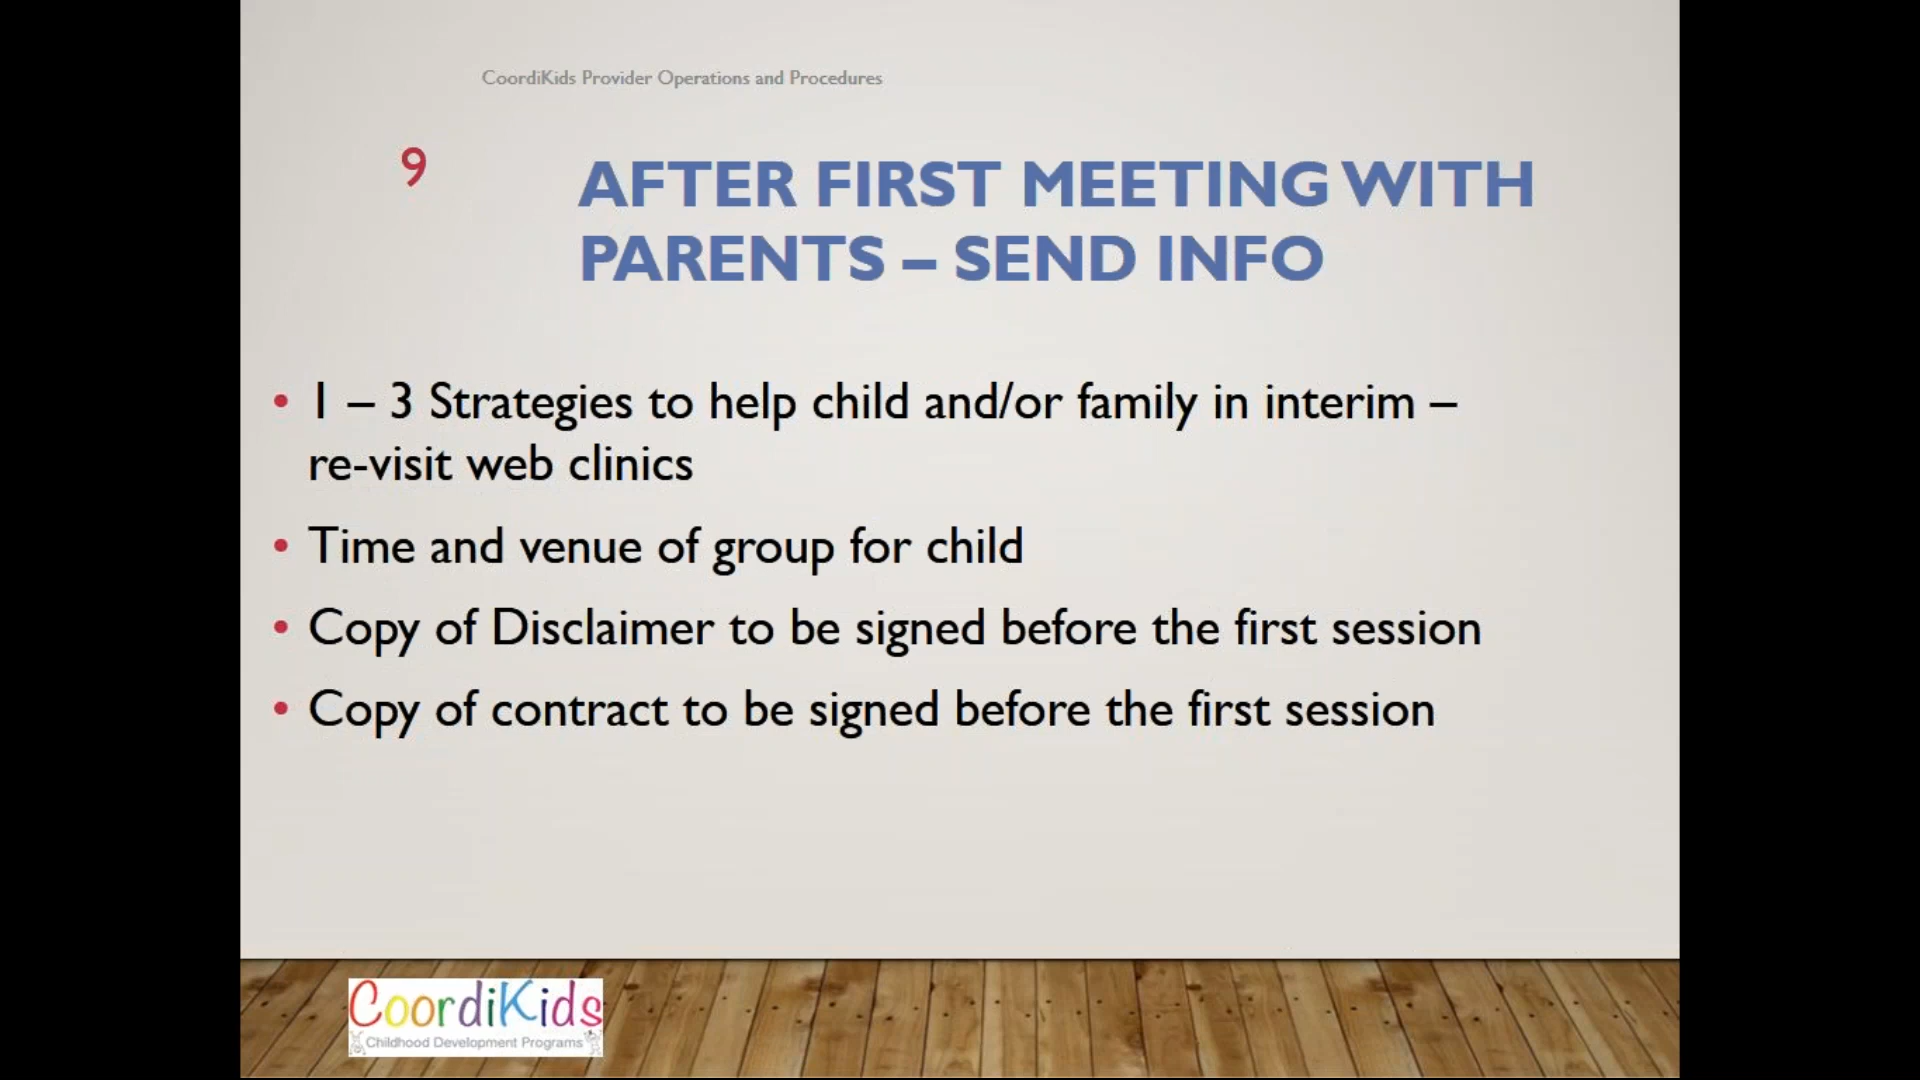 CoordiKids Provider Operations and Procedures
9
AFTER FIRST MEETING WITH
PARENTS – SEND INFO
• 1 – 3 Strategies to help child and/or family in interim –
re-visit web clinics
• Time and venue of group for child
• Copy of Disclaimer to be signed before the first session
• Copy of contract to be signed before the first session
CoordiKids
Childhood Development Programs